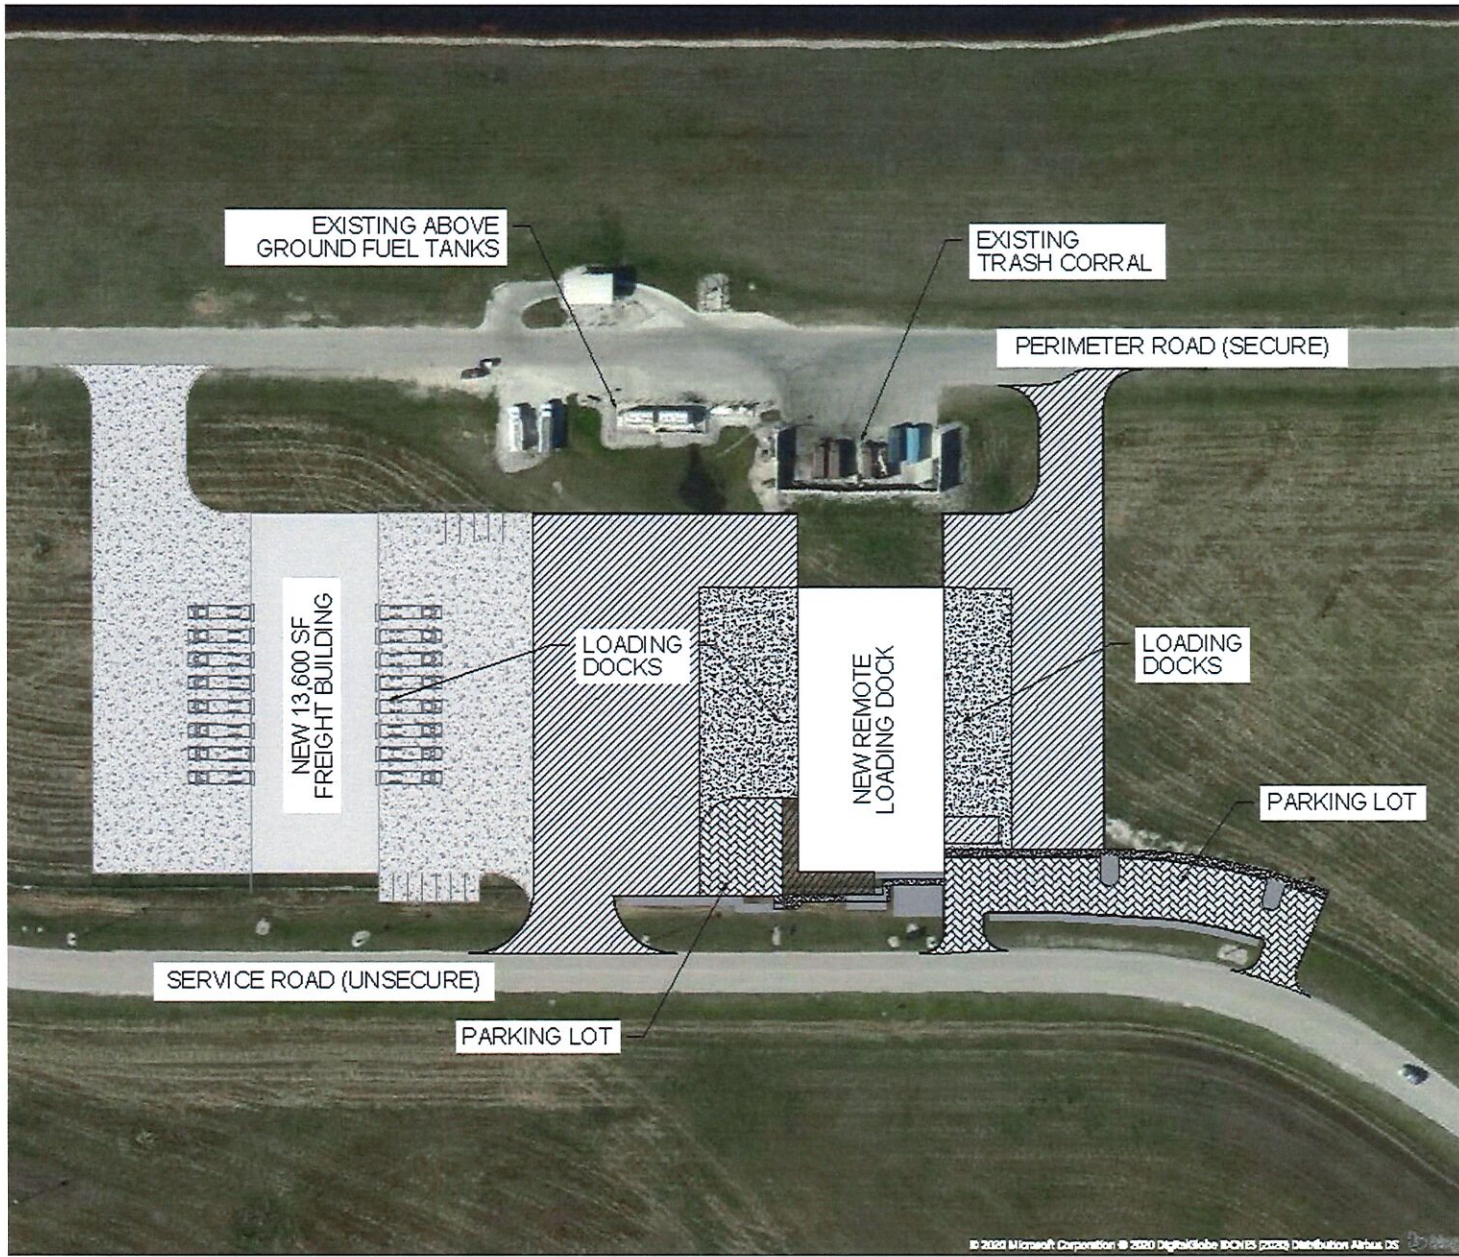 EXISTING ABOVE
GROUND FUEL TANKS
EXISTING
TRASH CORRAL
PERIMETER ROAD (SECURE)
NEW 13,600 SF
FREIGHT BUILDING
LOADING
DOCKS
NEW REMOTE
LOADING DOCK
LOADING
DOCKS
PARKING LOT
SERVICE ROAD (UNSECURE)
PARKING LOT
© 2020 Microsoft Corporation © 2020 DigitalGlobe ©CNES (2020) Distribution Airbus DS